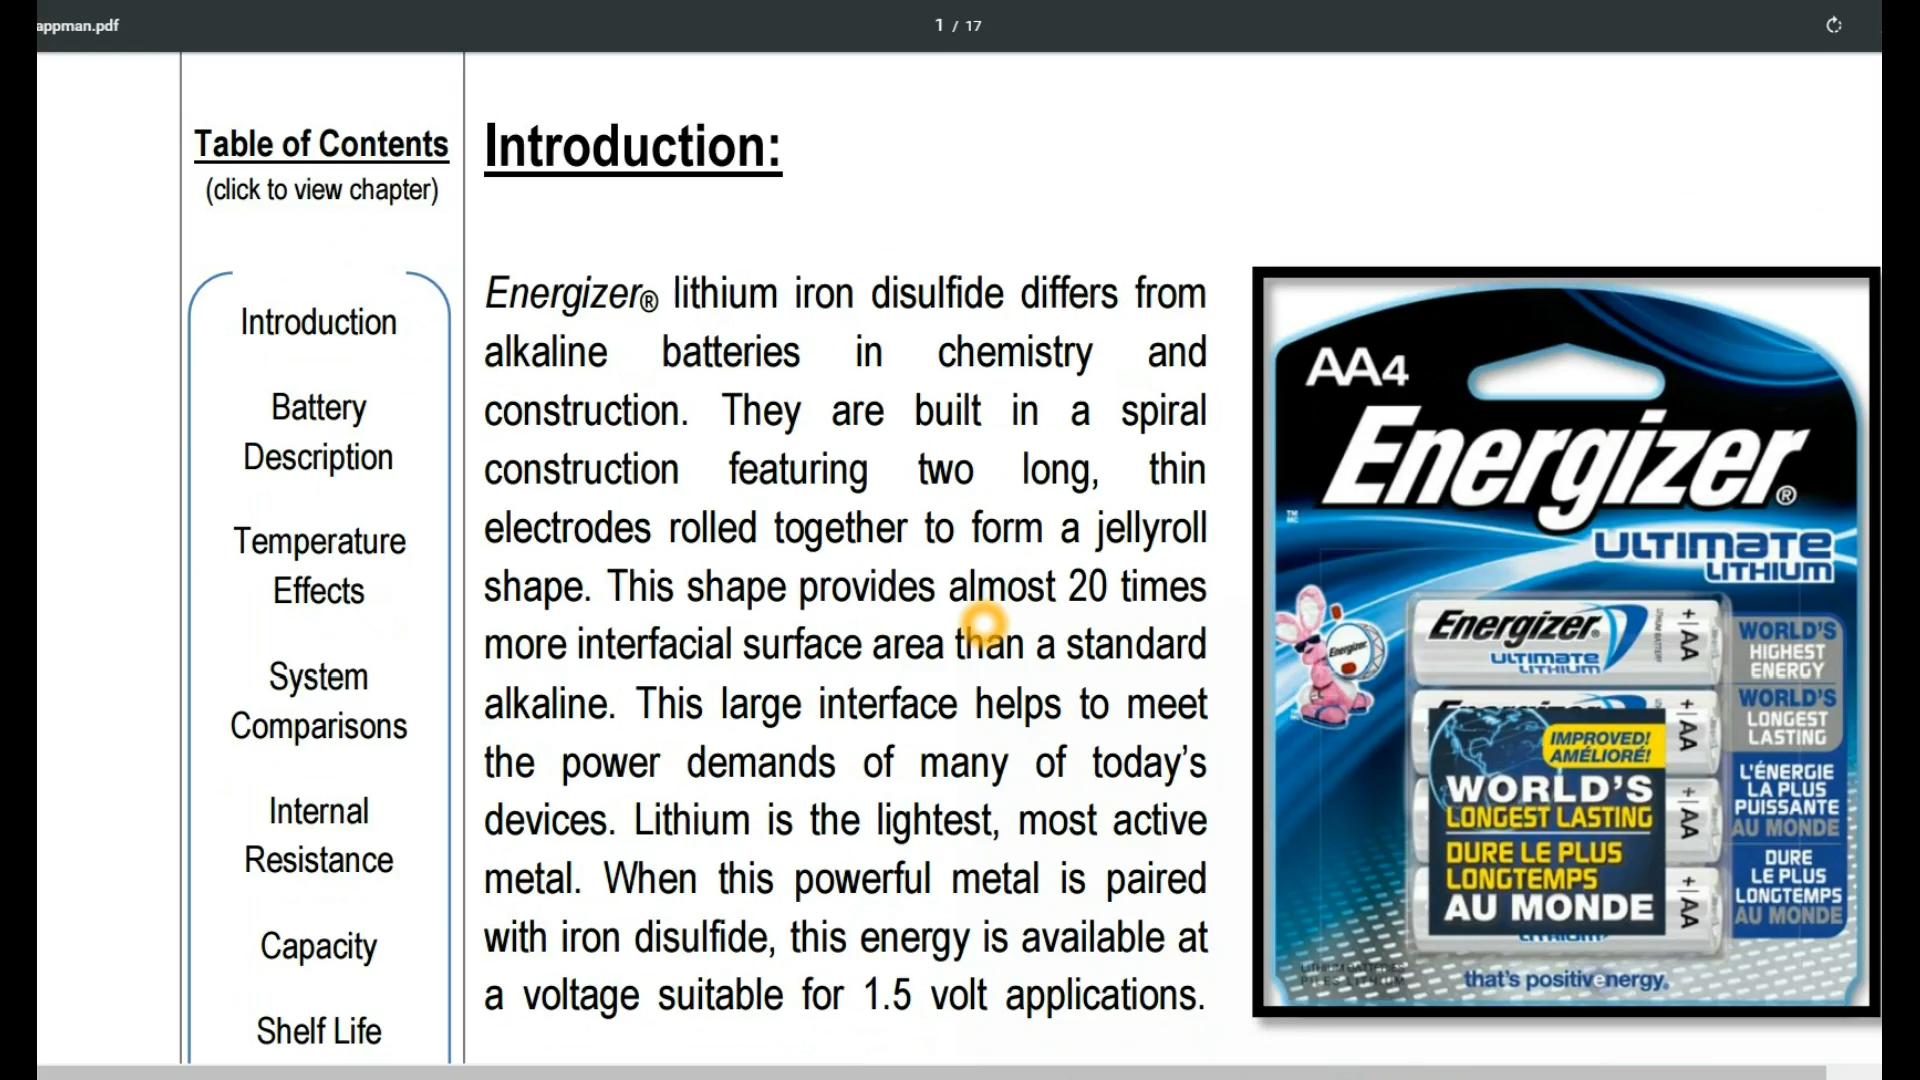 appman.pdf
1 / 17
Table of Contents
(click to view chapter)
Introduction
Battery
Description
Temperature
Effects
System
Comparisons
Internal
Resistance
Capacity
Shelf Life
Introduction:
Energizer® lithium iron disulfide differs from
alkaline batteries in chemistry and
construction. They are built in a spiral
construction featuring two long, thin
electrodes rolled together to form a jellyroll
shape. This shape provides almost 20 times
more interfacial surface area than a standard
alkaline. This large interface helps to meet
the power demands of many of today's
devices. Lithium is the lightest, most active
metal. When this powerful metal is paired
with iron disulfide, this energy is available at
a voltage suitable for 1.5 volt applications.
AA4
Energizer®
TM
MC
ULTIMATE
LITHIUM
Energizer
Energizer®
ULTIMATE
LITHIUM
+ AA
+ AA
+ AA
+ AA
WORLD'S
HIGHEST
ENERGY
WORLD'S
LONGEST
LASTING
L'ÉNERGIE
LA PLUS
PUISSANTE
AU MONDE
DURE
LE PLUS
LONGTEMPS
AU MONDE
IMPROVED!
AMÉLIORÉ!
WORLD'S
LONGEST LASTING
DURE LE PLUS
LONGTEMPS
AU MONDE
LITHIUM
that's positivenergy.